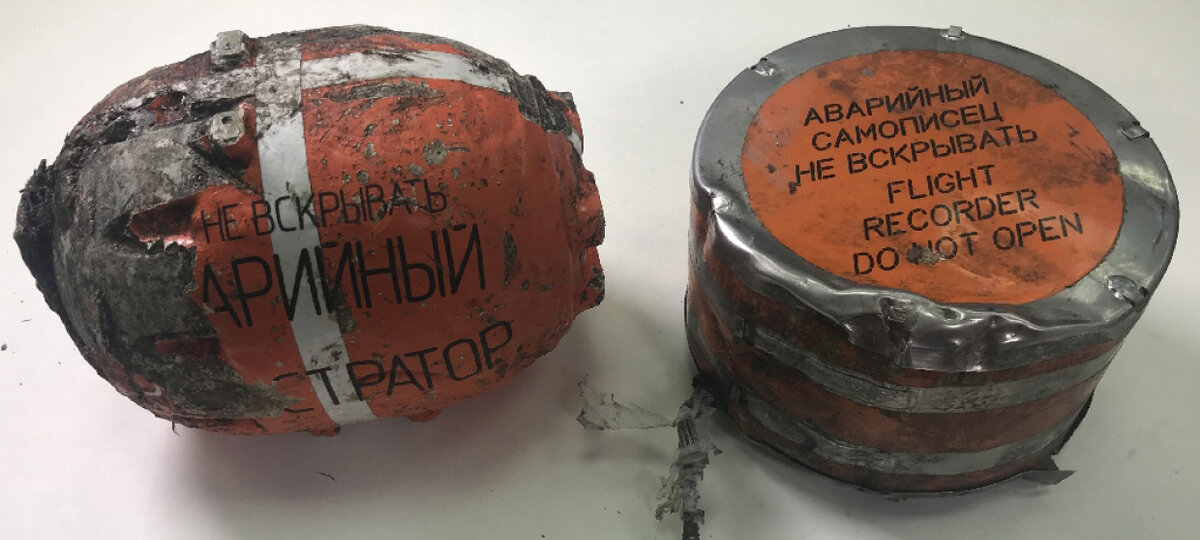 НЕ ВСКРЫВАТЬ
АРИЙНЫЙ
СТРАТОР
АВАРИЙНЫЙ
САМОПИСЕЦ
НЕ ВСКРЫВАТЬ
FLIGHT
RECORDER
DO NOT OPEN